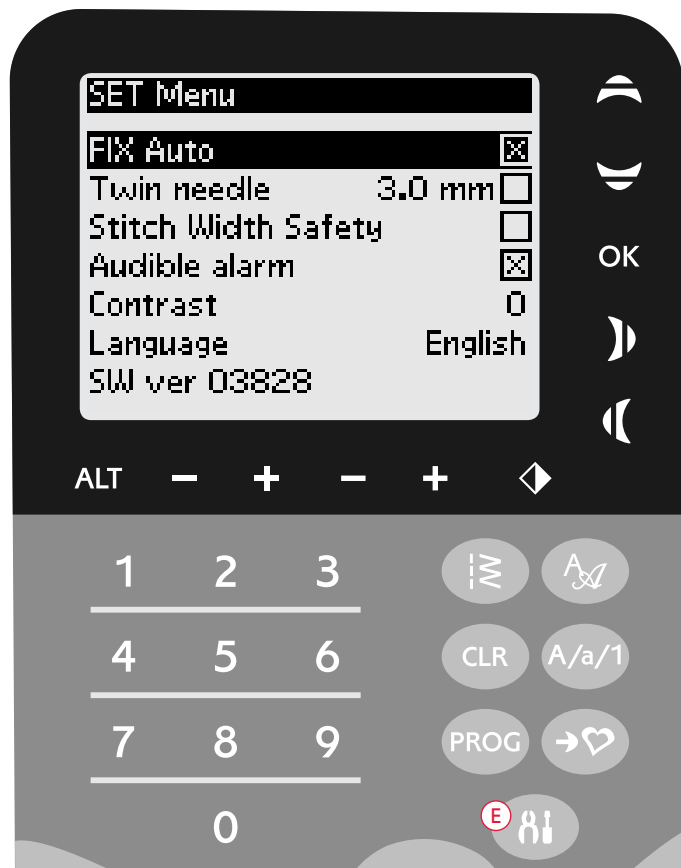 SET Menu
FIX Auto
Twin needle 3.0 mm
Stitch Width Safety
Audible alarm
Contrast 0
Language English
SW ver 03828
OK
ALT - + - +
1 2 3
4 5 6 CLR A/a/1
7 8 9 PROG
0 E